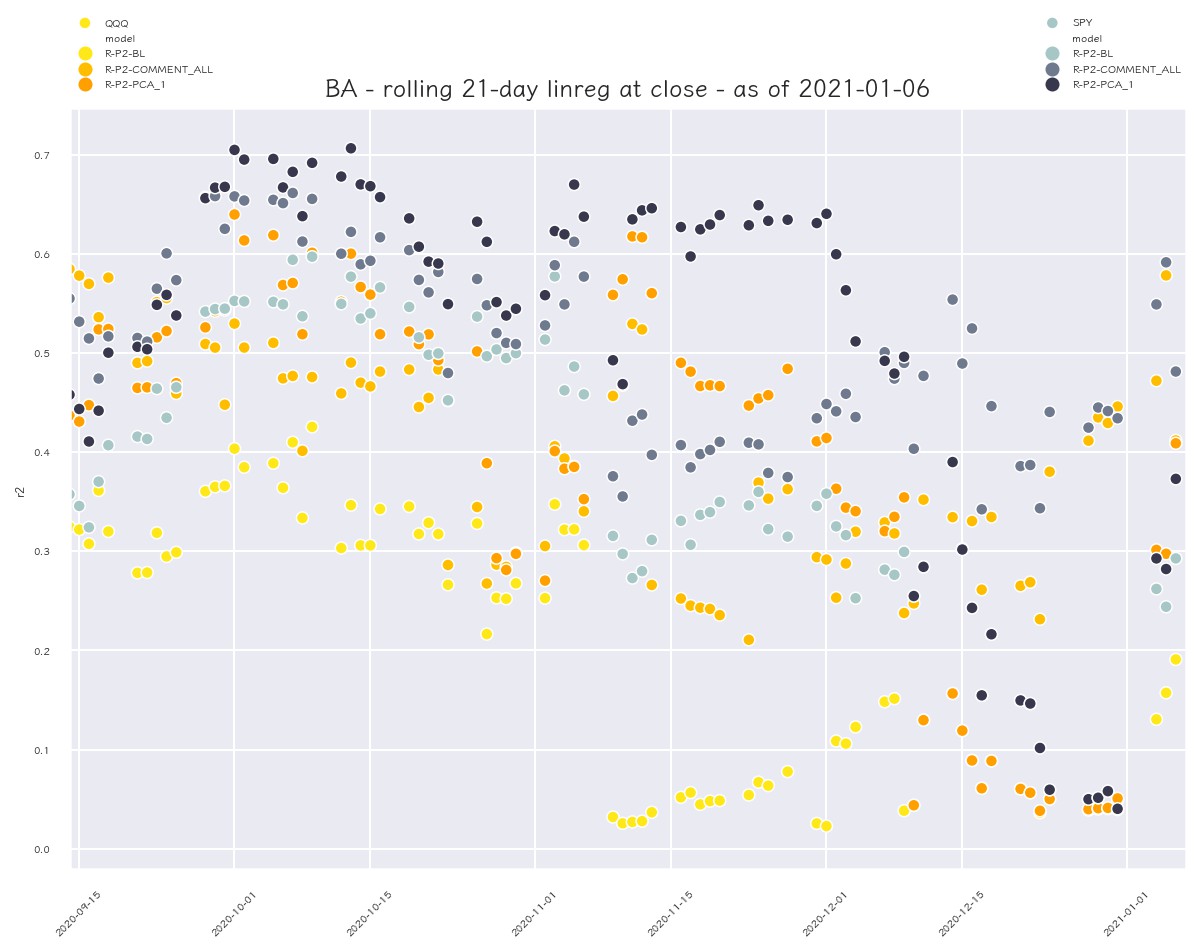 QQQ
model
R-P2-BL
R-P2-COMMENT_ALL
R-P2-PCA_1
SPY
model
R-P2-BL
R-P2-COMMENT_ALL
R-P2-PCA_1
BA - rolling 21-day linreg at close - as of 2021-01-06
0.7
0.6
0.5
0.4
0.3
0.2
0.1
0.0
r2
2020-09-15
2020-10-01
2020-10-15
2020-11-01
2020-11-15
2020-12-01
2020-12-15
2021-01-01